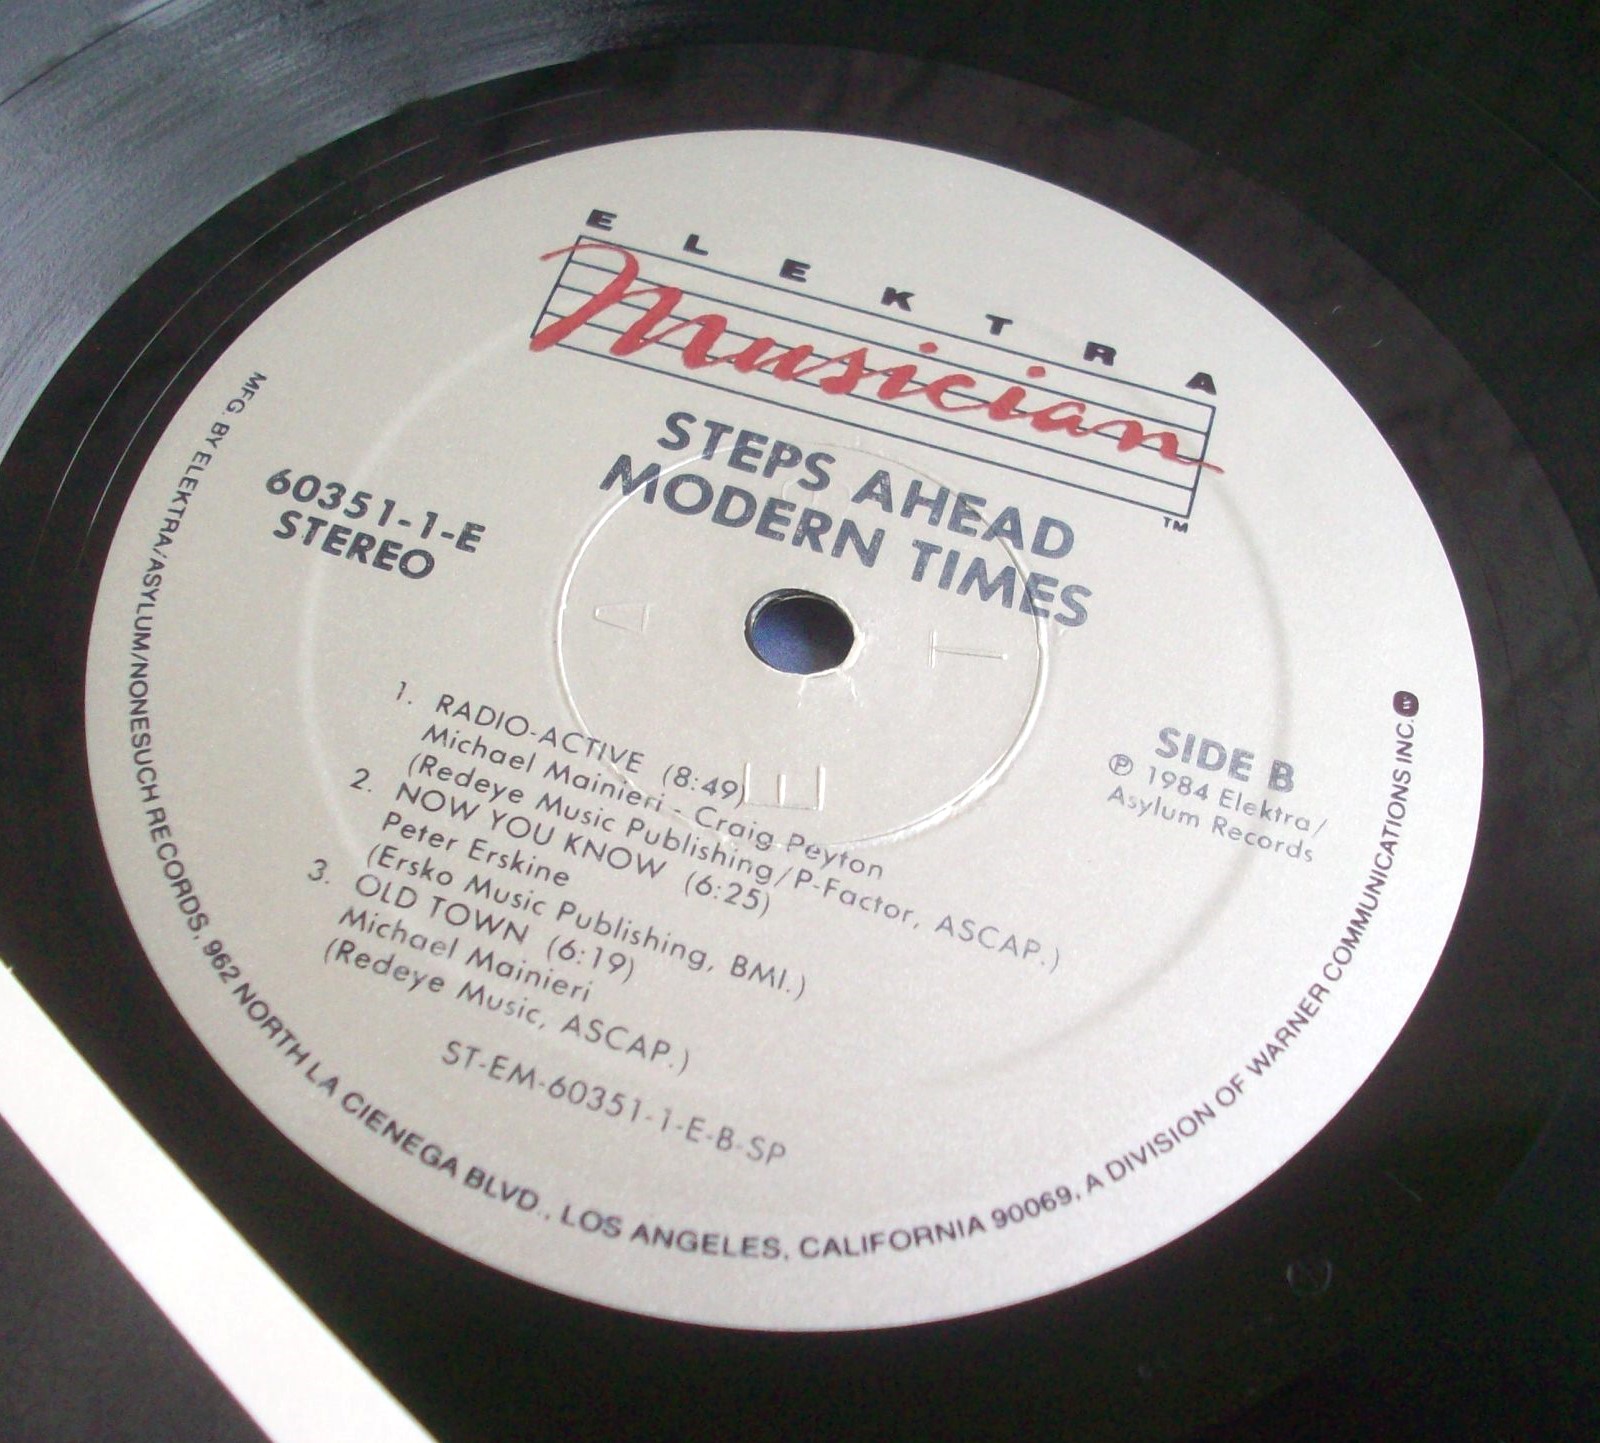 ELEKTRA
Musician
TM
STEPS AHEAD
MODERN TIMES
60351-1-E
STEREO
SIDE B
℗ 1984 Elektra/
Asylum Records
1. RADIO-ACTIVE (8:49)
Michael Mainieri - Craig Peyton
(Redeye Music Publishing/P-Factor, ASCAP.)
2. NOW YOU KNOW (6:25)
Peter Erskine
(Ersko Music Publishing, BMI.)
3. OLD TOWN (6:19)
Michael Mainieri
(Redeye Music, ASCAP.)
ST-EM-60351-1-E-B-SP
MFG. BY ELEKTRA/ASYLUM/NONESUCH RECORDS, 962 NORTH LA CIENEGA BLVD., LOS ANGELES, CALIFORNIA 90069, A DIVISION OF WARNER COMMUNICATIONS INC.